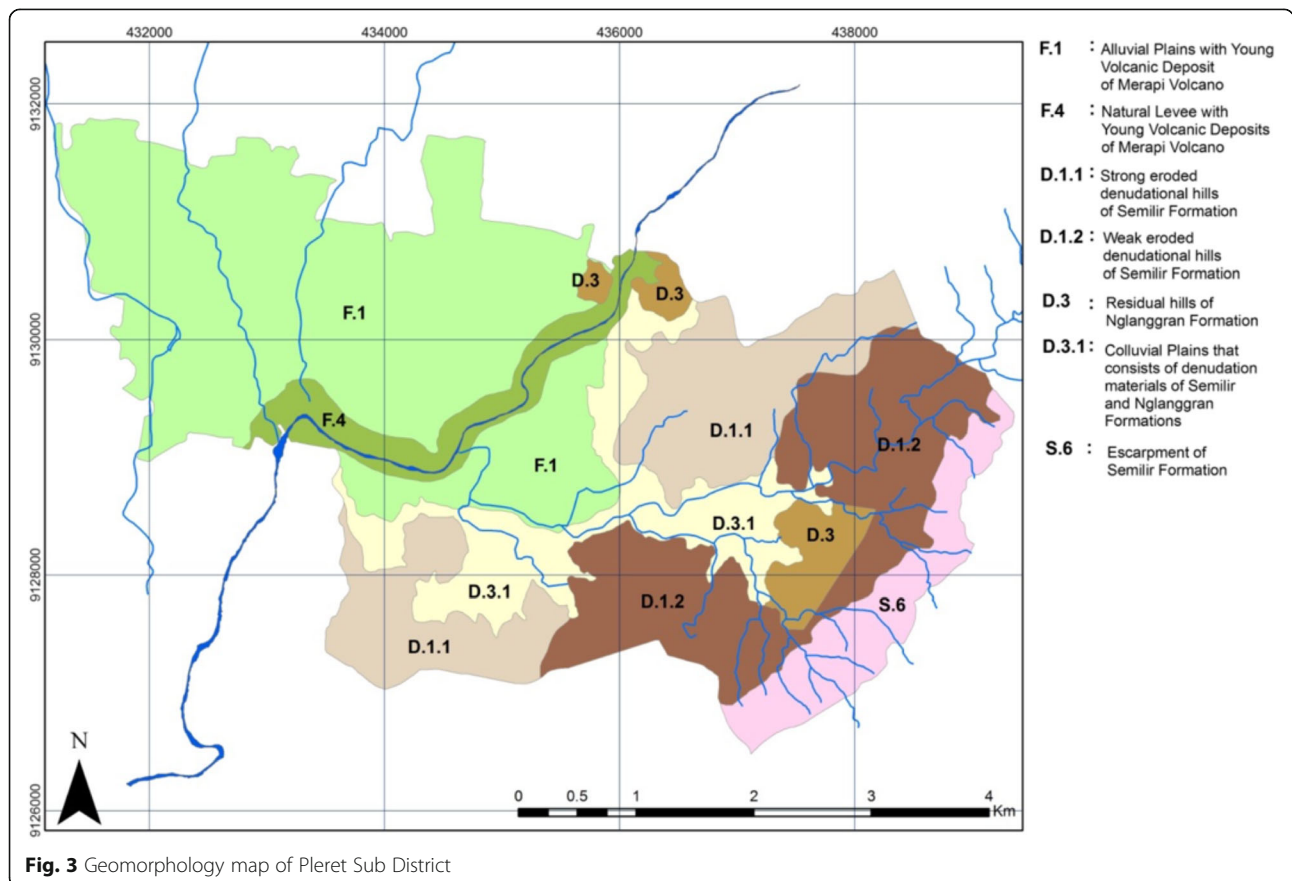 432000 434000 436000 438000
9132000
9130000
9128000
9126000
F.1
D.3
D.3
F.4
F.1
D.1.1
D.1.2
D.3.1
D.3
D.3.1
D.1.2
S.6
D.1.1
N
0 0.5 1 2 3 4
Km
F.1 : Alluvial Plains with Young
Volcanic Deposit
of Merapi Volcano
F.4 : Natural Levee with
Young Volcanic Deposits
of Merapi Volcano
D.1.1 : Strong eroded
denudational hills
of Semilir Formation
D.1.2 : Weak eroded
denudational hills
of Semilir Formation
D.3 : Residual hills of
Nglanggran Formation
D.3.1 : Colluvial Plains that
consists of denudation
materials of Semilir
and Nglanggran
Formations
S.6 : Escarpment of
Semilir Formation
Fig. 3 Geomorphology map of Pleret Sub District